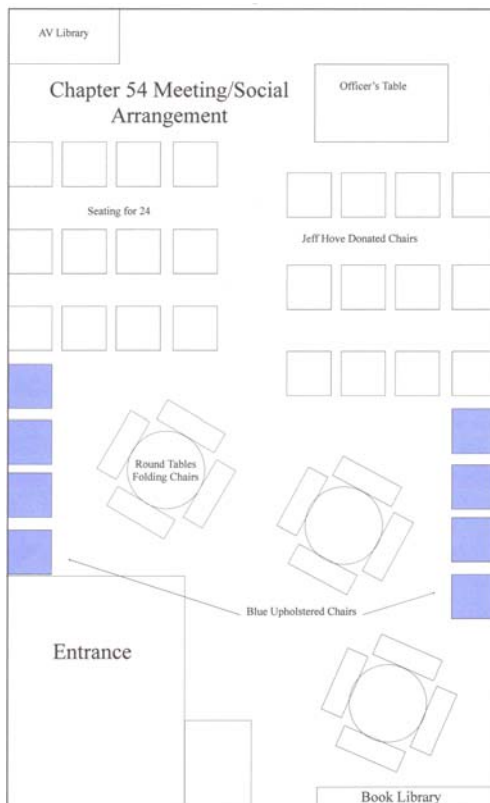 AV Library
Chapter 54 Meeting/Social
Arrangement
Officer's Table
Seating for 24
Jeff Hove Donated Chairs
Round Tables
Folding Chairs
Blue Upholstered Chairs
Entrance
Book Library